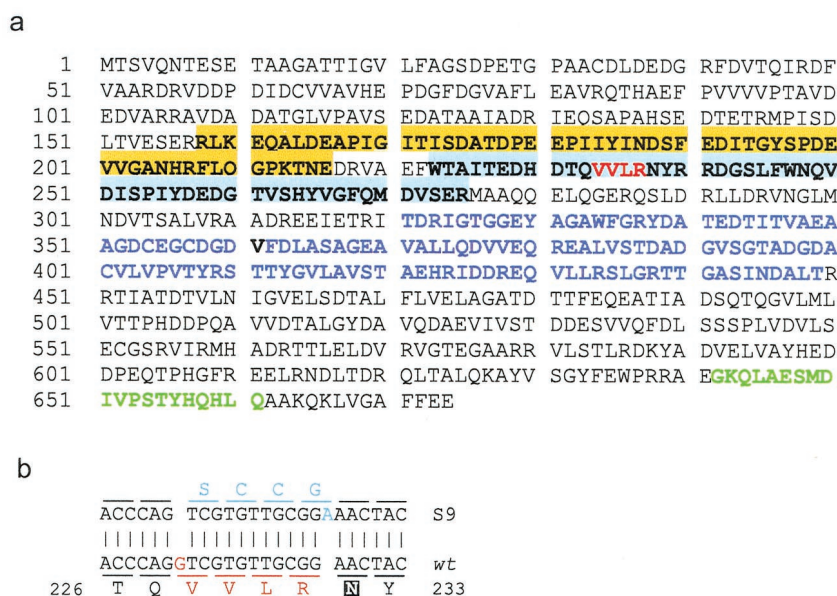 a
1 MTSVQNTESE TAAGATTIGV LFAGSDPETG PAACDLDEDG RFDVTQIRDF
51 VAARDRVDDP DIDCVVAVHE PDGFDGVAFL EAVRQTHAEF PVVVVPTAVD
101 EDVARRAVDA DATGLVPAVS EDATAAIADR IEQSAPAHSE DTETRMPISD
151 LTVESERRLK EQALDEAPIG ITISDATDPE EPIIYINDSF EDITGYSPDE
201 VVGANHRFLQ GPKTNEDRVA EFWTAITEDH DTQVVLRNYR RDGSLFWNQV
251 DISPIYDEDG TVSHYVGFQM DVSERMAAQQ ELQGERQSLD RLLDRVNGLM
301 NDVTSALVRA ADREEIETRI TDRIGTGGEY AGAWFGRYDA TEDTITVAEA
351 AGDCEGCDGD VFDLASAGEA VALLQDVVEQ REALVSTDAD GVSGTADGDA
401 CVLVPVTYRS TTYGVLAVST AEHRIDDREQ VLLRSLGRTT GASINDALTR
451 RTIATDTVLN IGVELSDTAL FLVELAGATD TTFEQEATIA DSQTQGVLML
501 VTTPHDDPQA VVDTALGYDA VQDAEVIVST DDESVVQFDL SSSPLVDVLS
551 ECGSRVIRMH ADRTTLELDV RVGTEGAARR VLSTLRDKYA DVELVAYHED
601 DPEQTPHGFR EELRNDLTDR QLTALQKAYV SGYFEWPRRA EGKQLAESMD
651 IVPSTYHQHL QAAKQKLVGA FFEE
b
S C C G
ACCCAG TCGTGTTGCGGA AACTAC S9
ACCCAGGTCGTGTTGCGG AACTAC wt
226 T Q V V L R N Y 233